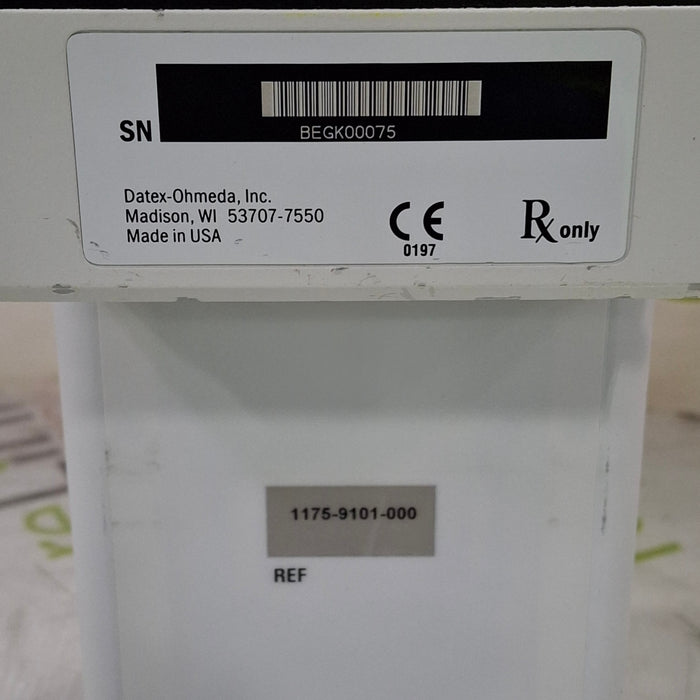 SN
BEGK00075
Datex-Ohmeda, Inc.
Madison, WI 53707-7550
Made in USA
CE
0197
Rx only
1175-9101-000
REF